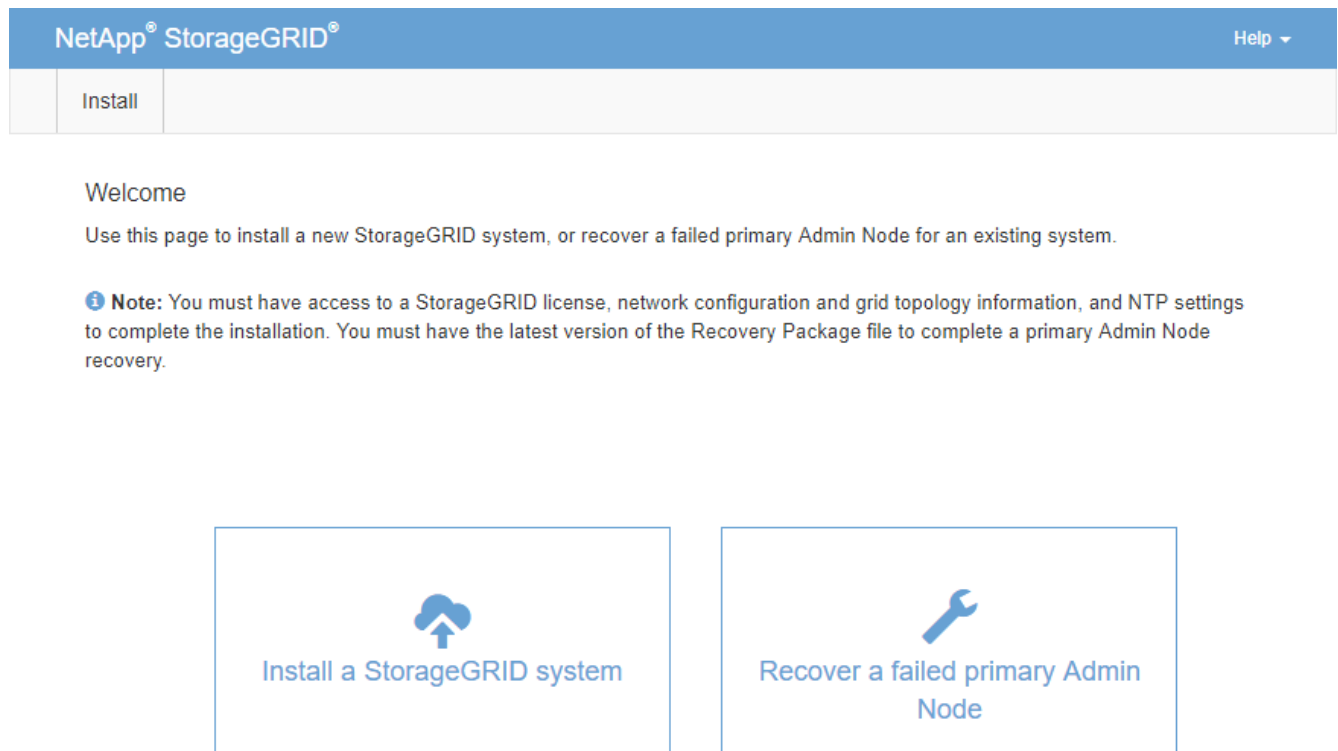 NetApp® StorageGRID®
Help
Install
Welcome
Use this page to install a new StorageGRID system, or recover a failed primary Admin Node for an existing system.
Note: You must have access to a StorageGRID license, network configuration and grid topology information, and NTP settings
to complete the installation. You must have the latest version of the Recovery Package file to complete a primary Admin Node
recovery.
Install a StorageGRID system
Recover a failed primary Admin
Node